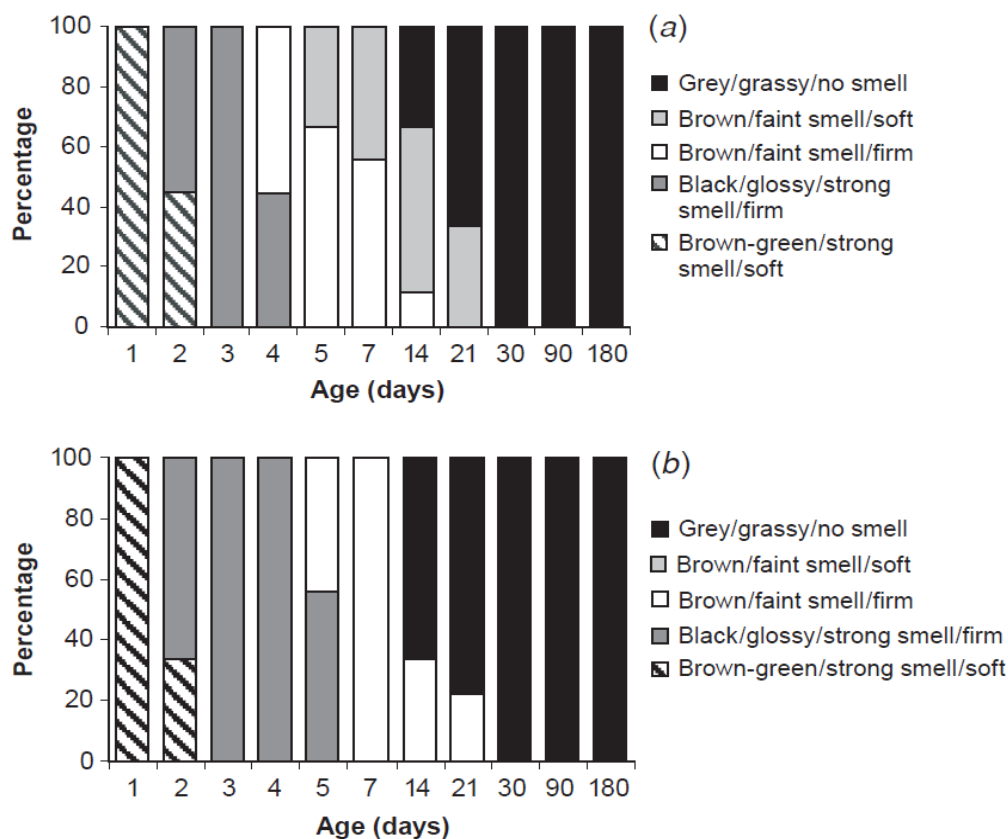 (a)
100
80
60
40
20
0
Percentage
1 2 3 4 5 7 14 21 30 90 180
Age (days)
Grey/grassy/no smell
Brown/faint smell/soft
Brown/faint smell/firm
Black/glossy/strong
smell/firm
Brown-green/strong
smell/soft
(b)
100
80
60
40
20
0
Percentage
1 2 3 4 5 7 14 21 30 90 180
Age (days)
Grey/grassy/no smell
Brown/faint smell/soft
Brown/faint smell/firm
Black/glossy/strong smell/firm
Brown-green/strong smell/soft